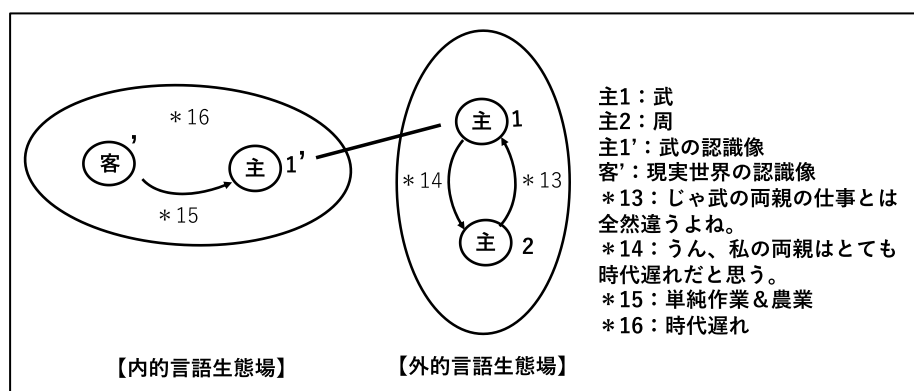 ＊16
客’
主1’
＊15
主1
＊14
＊13
主2
【内的言語生態場】
【外的言語生態場】
主1：武
主2：周
主1’：武の認識像
客’：現実世界の認識像
＊13：じゃ武の両親の仕事とは
全然違うよね。
＊14：うん、私の両親はとても
時代遅れだと思う。
＊15：単純作業＆農業
＊16：時代遅れ